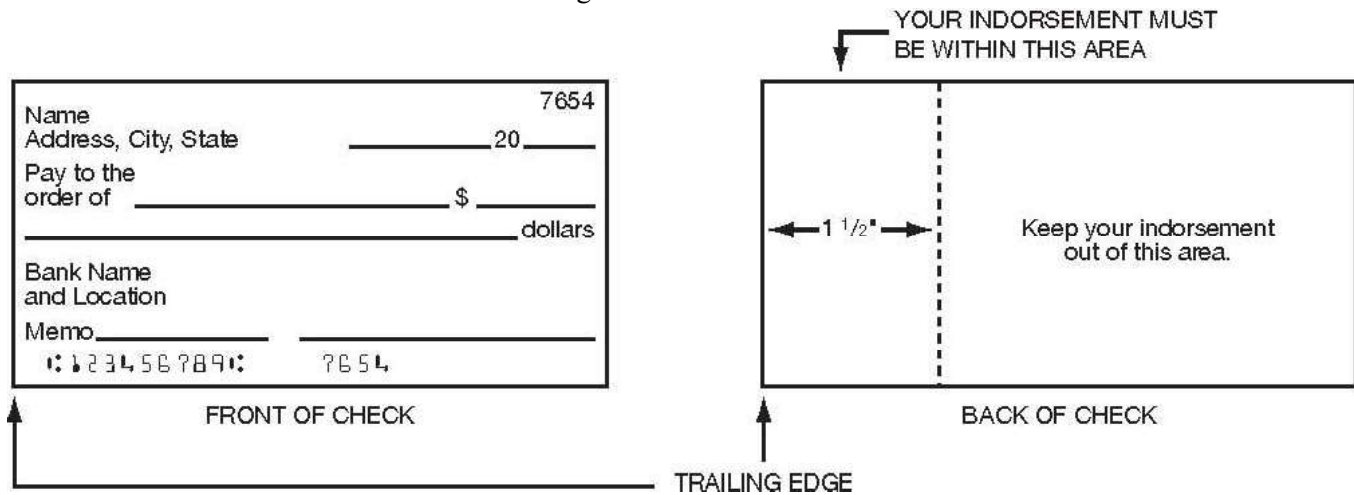 YOUR INDORSEMENT MUST
BE WITHIN THIS AREA
Name
7654
Address, City, State
20
Pay to the
order of
$
dollars
Bank Name
and Location
Memo
⑆123456789⑆ 7654
FRONT OF CHECK
1 1/2"
Keep your indorsement
out of this area.
BACK OF CHECK
TRAILING EDGE